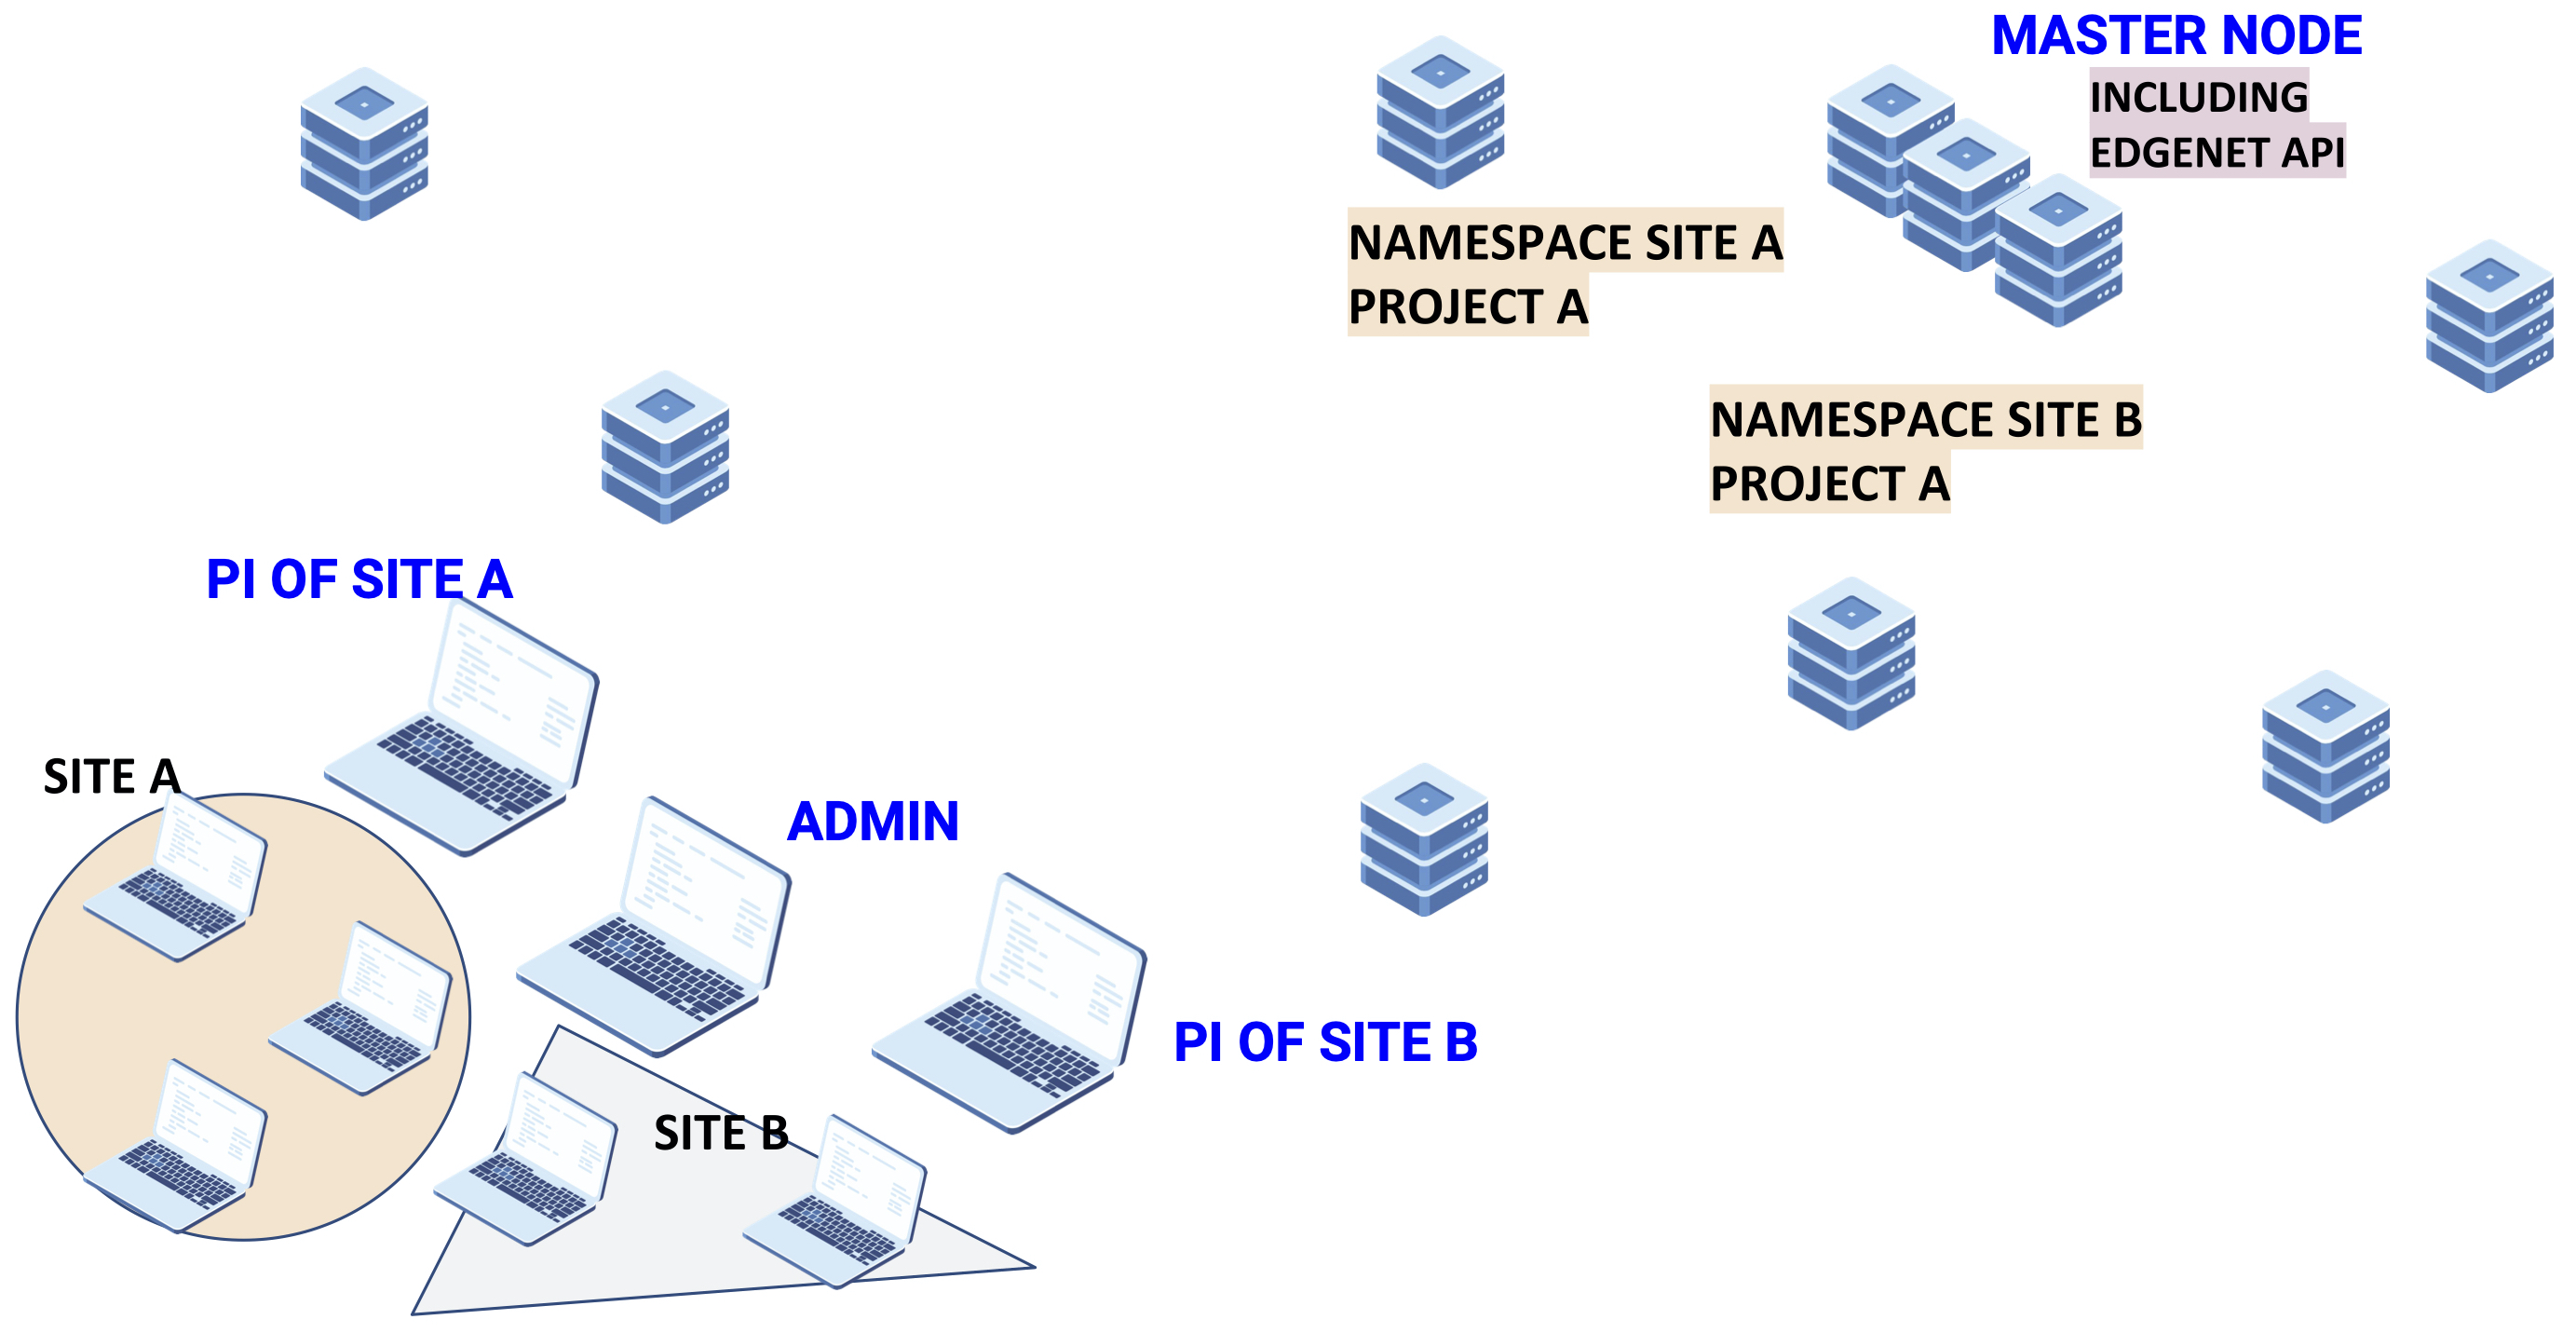 MASTER NODE
INCLUDING
EDGENET API
NAMESPACE SITE A
PROJECT A
NAMESPACE SITE B
PROJECT A
PI OF SITE A
SITE A
ADMIN
PI OF SITE B
SITE B